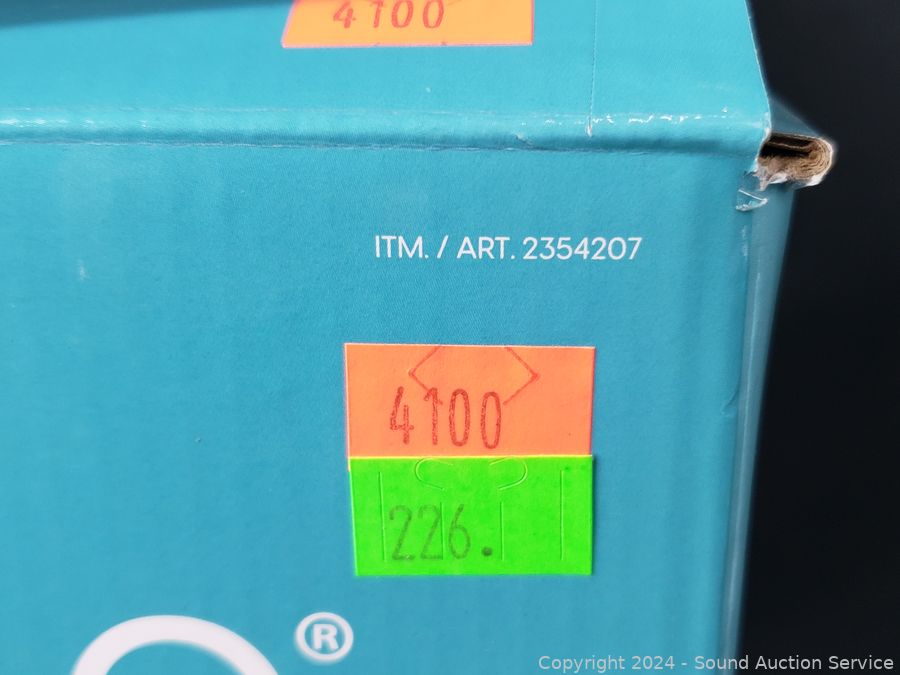 4100
ITM. / ART. 2354207
4100
226.
®
Copyright 2024 - Sound Auction Service